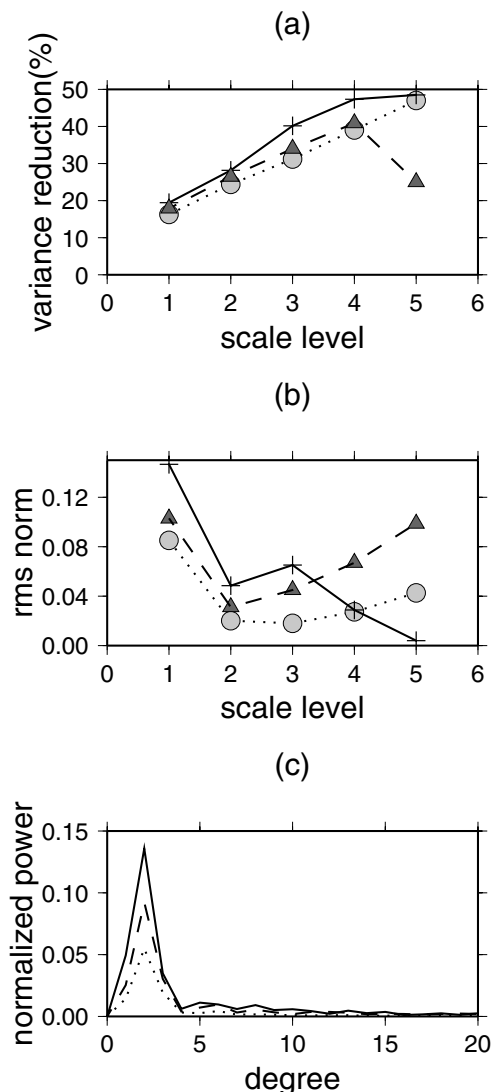 (a)
variance reduction(%)
50
40
30
20
10
0
0 1 2 3 4 5 6
scale level
(b)
rms norm
0.12
0.08
0.04
0.00
0 1 2 3 4 5 6
scale level
(c)
normalized power
0.15
0.10
0.05
0.00
0 5 10 15 20
degree